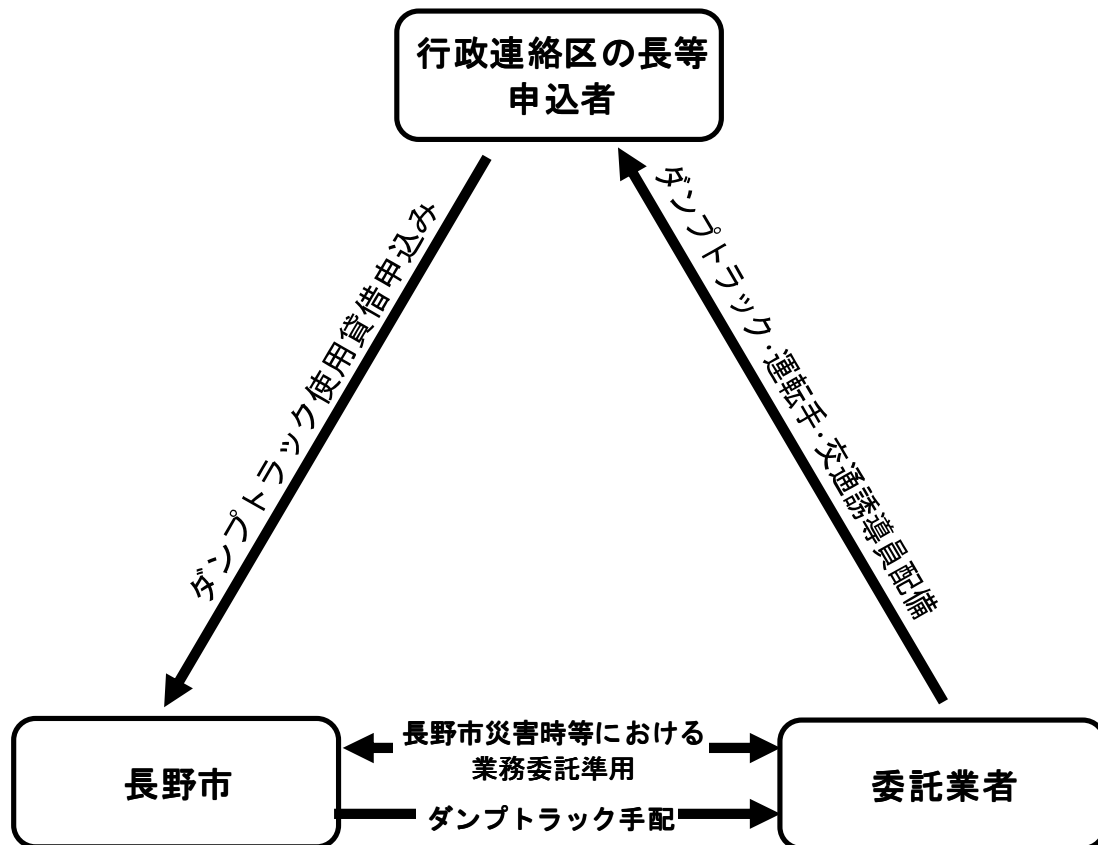 行政連絡区の長等
申込者
ダンプトラック使用貸借申込み
ダンプトラック・運転手・交通誘導員配備
長野市災害時等における
業務委託準用
長野市
委託業者
ダンプトラック手配